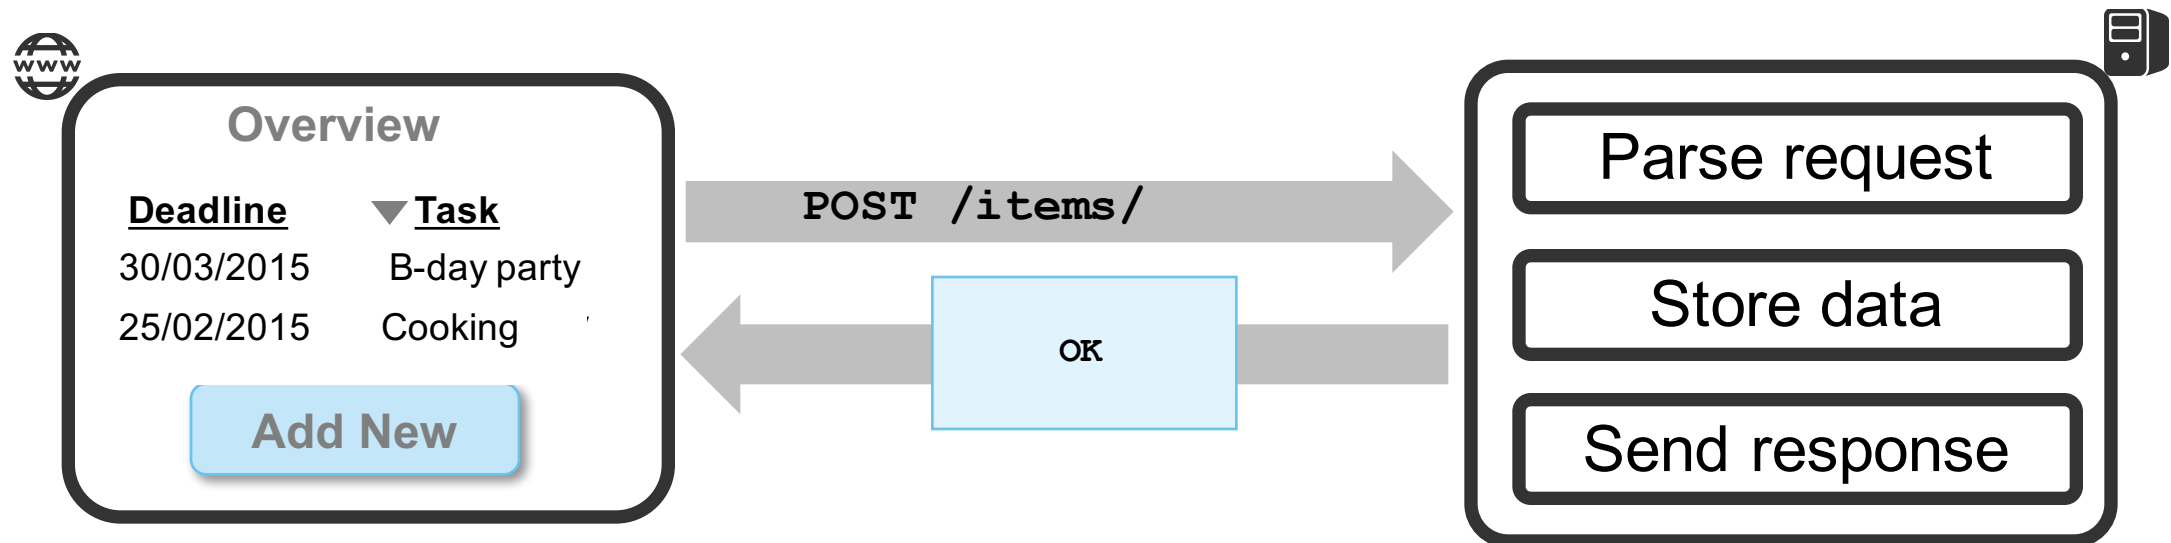 www
Overview
Deadline Task
30/03/2015 B-day party
25/02/2015 Cooking
Add New
POST /items/
OK
Parse request
Store data
Send response